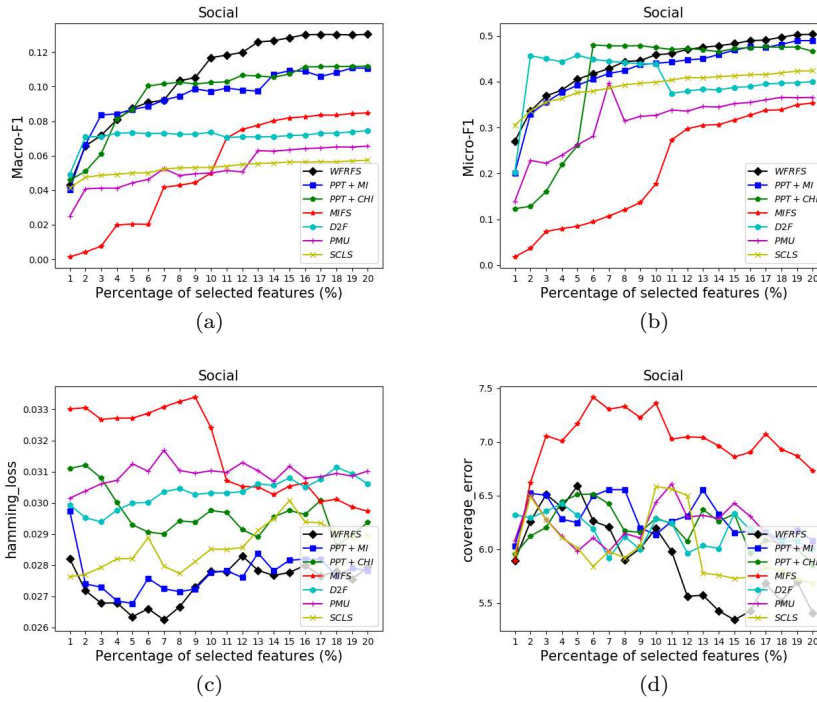 Social
Macro-F1
0.12
0.10
0.08
0.06
0.04
0.02
0.00
WFRFS
PPT + MI
PPT + CHI
MIFS
D2F
PMU
SCLS
1 2 3 4 5 6 7 8 9 10 11 12 13 14 15 16 17 18 19 20
Percentage of selected features (%)
(a)
Social
Micro-F1
0.5
0.4
0.3
0.2
0.1
0.0
WFRFS
PPT + MI
PPT + CHI
MIFS
D2F
PMU
SCLS
1 2 3 4 5 6 7 8 9 10 11 12 13 14 15 16 17 18 19 20
Percentage of selected features (%)
(b)
Social
hamming_loss
0.033
0.032
0.031
0.030
0.029
0.028
0.027
0.026
WFRFS
PPT + MI
PPT + CHI
MIFS
D2F
PMU
SCLS
1 2 3 4 5 6 7 8 9 10 11 12 13 14 15 16 17 18 19 20
Percentage of selected features (%)
(c)
Social
coverage_error
7.5
7.0
6.5
6.0
5.5
WFRFS
PPT + MI
PPT + CHI
MIFS
D2F
PMU
SCLS
1 2 3 4 5 6 7 8 9 10 11 12 13 14 15 16 17 18 19 20
Percentage of selected features (%)
(d)